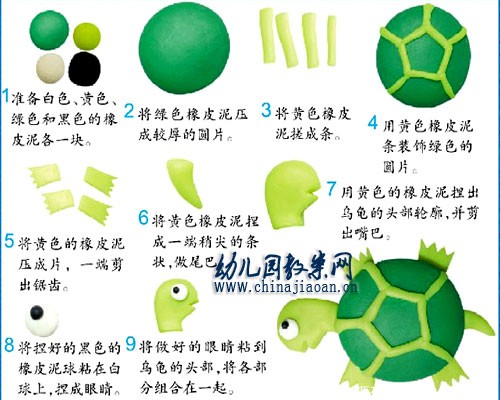 1 准备白色、黄色、
绿色和黑色的橡
皮泥各一块。
2 将绿色橡皮泥压
成较厚的圆片。
3 将黄色橡皮
泥搓成条。
4 用黄色橡皮泥
条装饰绿色的
圆片。
5 将黄色的橡皮泥
压成片，一端剪
出锯齿。
6 将黄色橡皮泥捏
成一端稍尖的条
状，做尾巴
7 用黄色的橡皮泥捏出
乌龟的头部轮廓，并剪
出嘴巴。
幼儿园教案网
www.chinajiaoan.cn
8 将捏好的黑色的
橡皮泥球粘在白
球上，捏成眼睛。
9 将做好的眼睛粘到
乌龟的头部，将各部
分组合在一起。